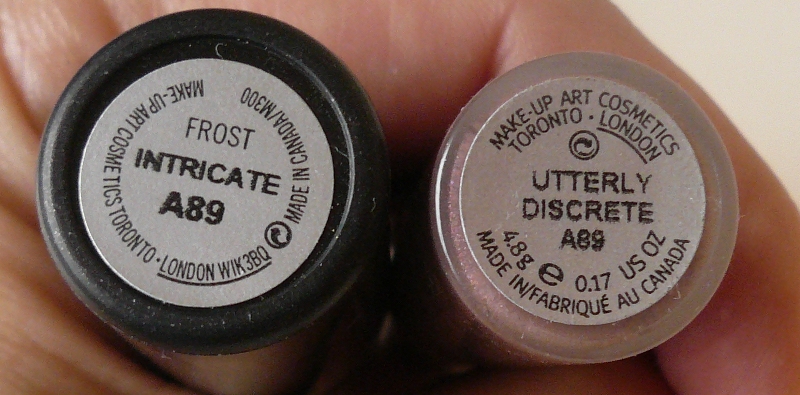 FROST
INTRICATE
A89
MAKE-UP ART COSMETICS TORONTO · LONDON W1K3BQ
MADE IN CANADA/M300
MAKE-UP ART COSMETICS
TORONTO · LONDON
UTTERLY
DISCRETE
A89
4.8g e 0.17 US OZ
MADE IN/FABRIQUÉ AU CANADA